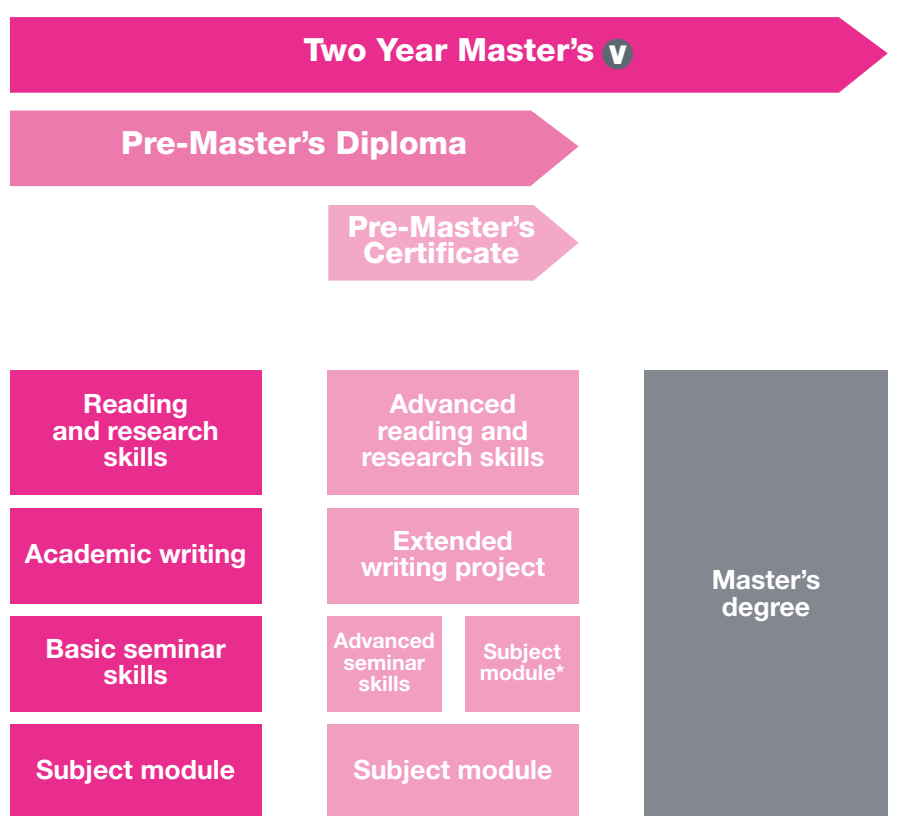 Two Year Master’s V
Pre-Master’s Diploma
Pre-Master’s
Certificate
Reading
and research
skills
Academic writing
Basic seminar
skills
Subject module
Advanced
reading and
research skills
Extended
writing project
Advanced
seminar
skills
Subject
module*
Subject module
Master’s
degree